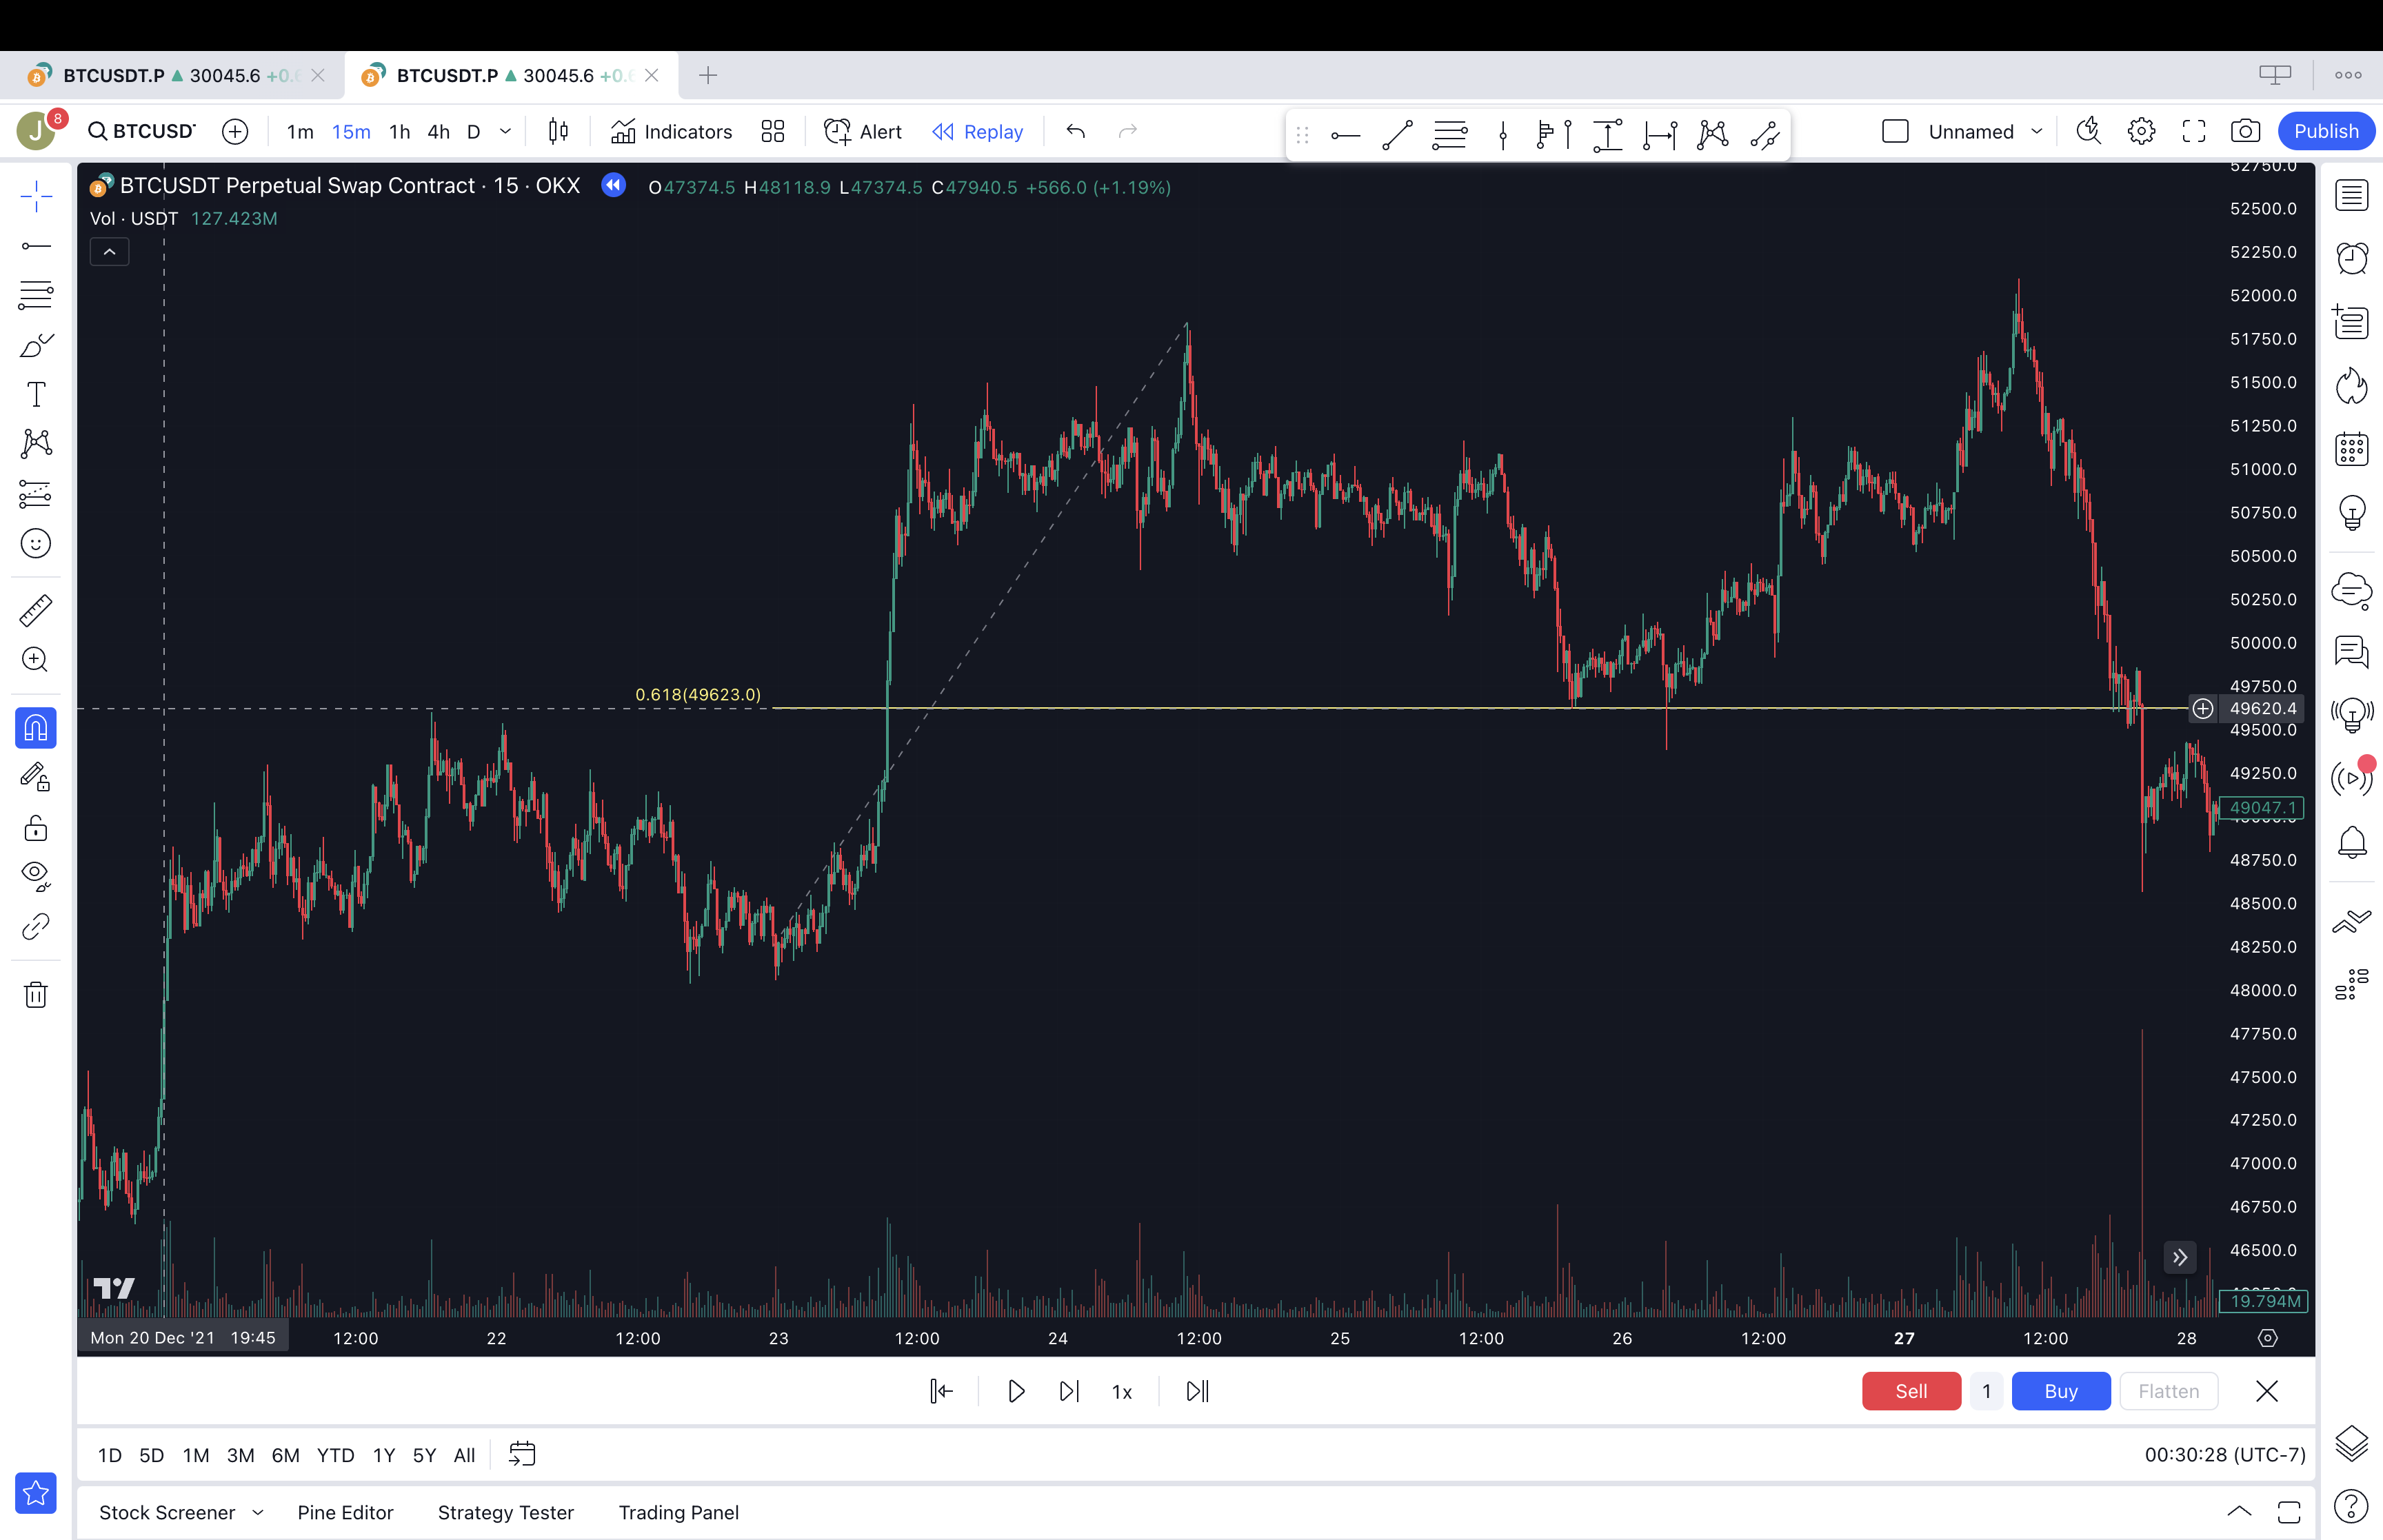 BTCUSDT.P 30045.6 +0.6
BTCUSDT.P 30045.6 +0.6
J 8 BTCUSD 1m 15m 1h 4h D Indicators Alert Replay Unnamed Publish
BTCUSDT Perpetual Swap Contract · 15 · OKX O47374.5 H48118.9 L47374.5 C47940.5 +566.0 (+1.19%)
Vol · USDT 127.423M
52750.0
52500.0
52250.0
52000.0
51750.0
51500.0
51250.0
51000.0
50750.0
50500.0
50250.0
50000.0
49750.0
0.618(49623.0)
49620.4
49500.0
49250.0
49047.1
48750.0
48500.0
48250.0
48000.0
47750.0
47500.0
47250.0
47000.0
46750.0
46500.0
19.794M
Mon 20 Dec '21 19:45 12:00 22 12:00 23 12:00 24 12:00 25 12:00 26 12:00 27 12:00 28
1x Sell 1 Buy Flatten
1D 5D 1M 3M 6M YTD 1Y 5Y All 00:30:28 (UTC-7)
Stock Screener Pine Editor Strategy Tester Trading Panel